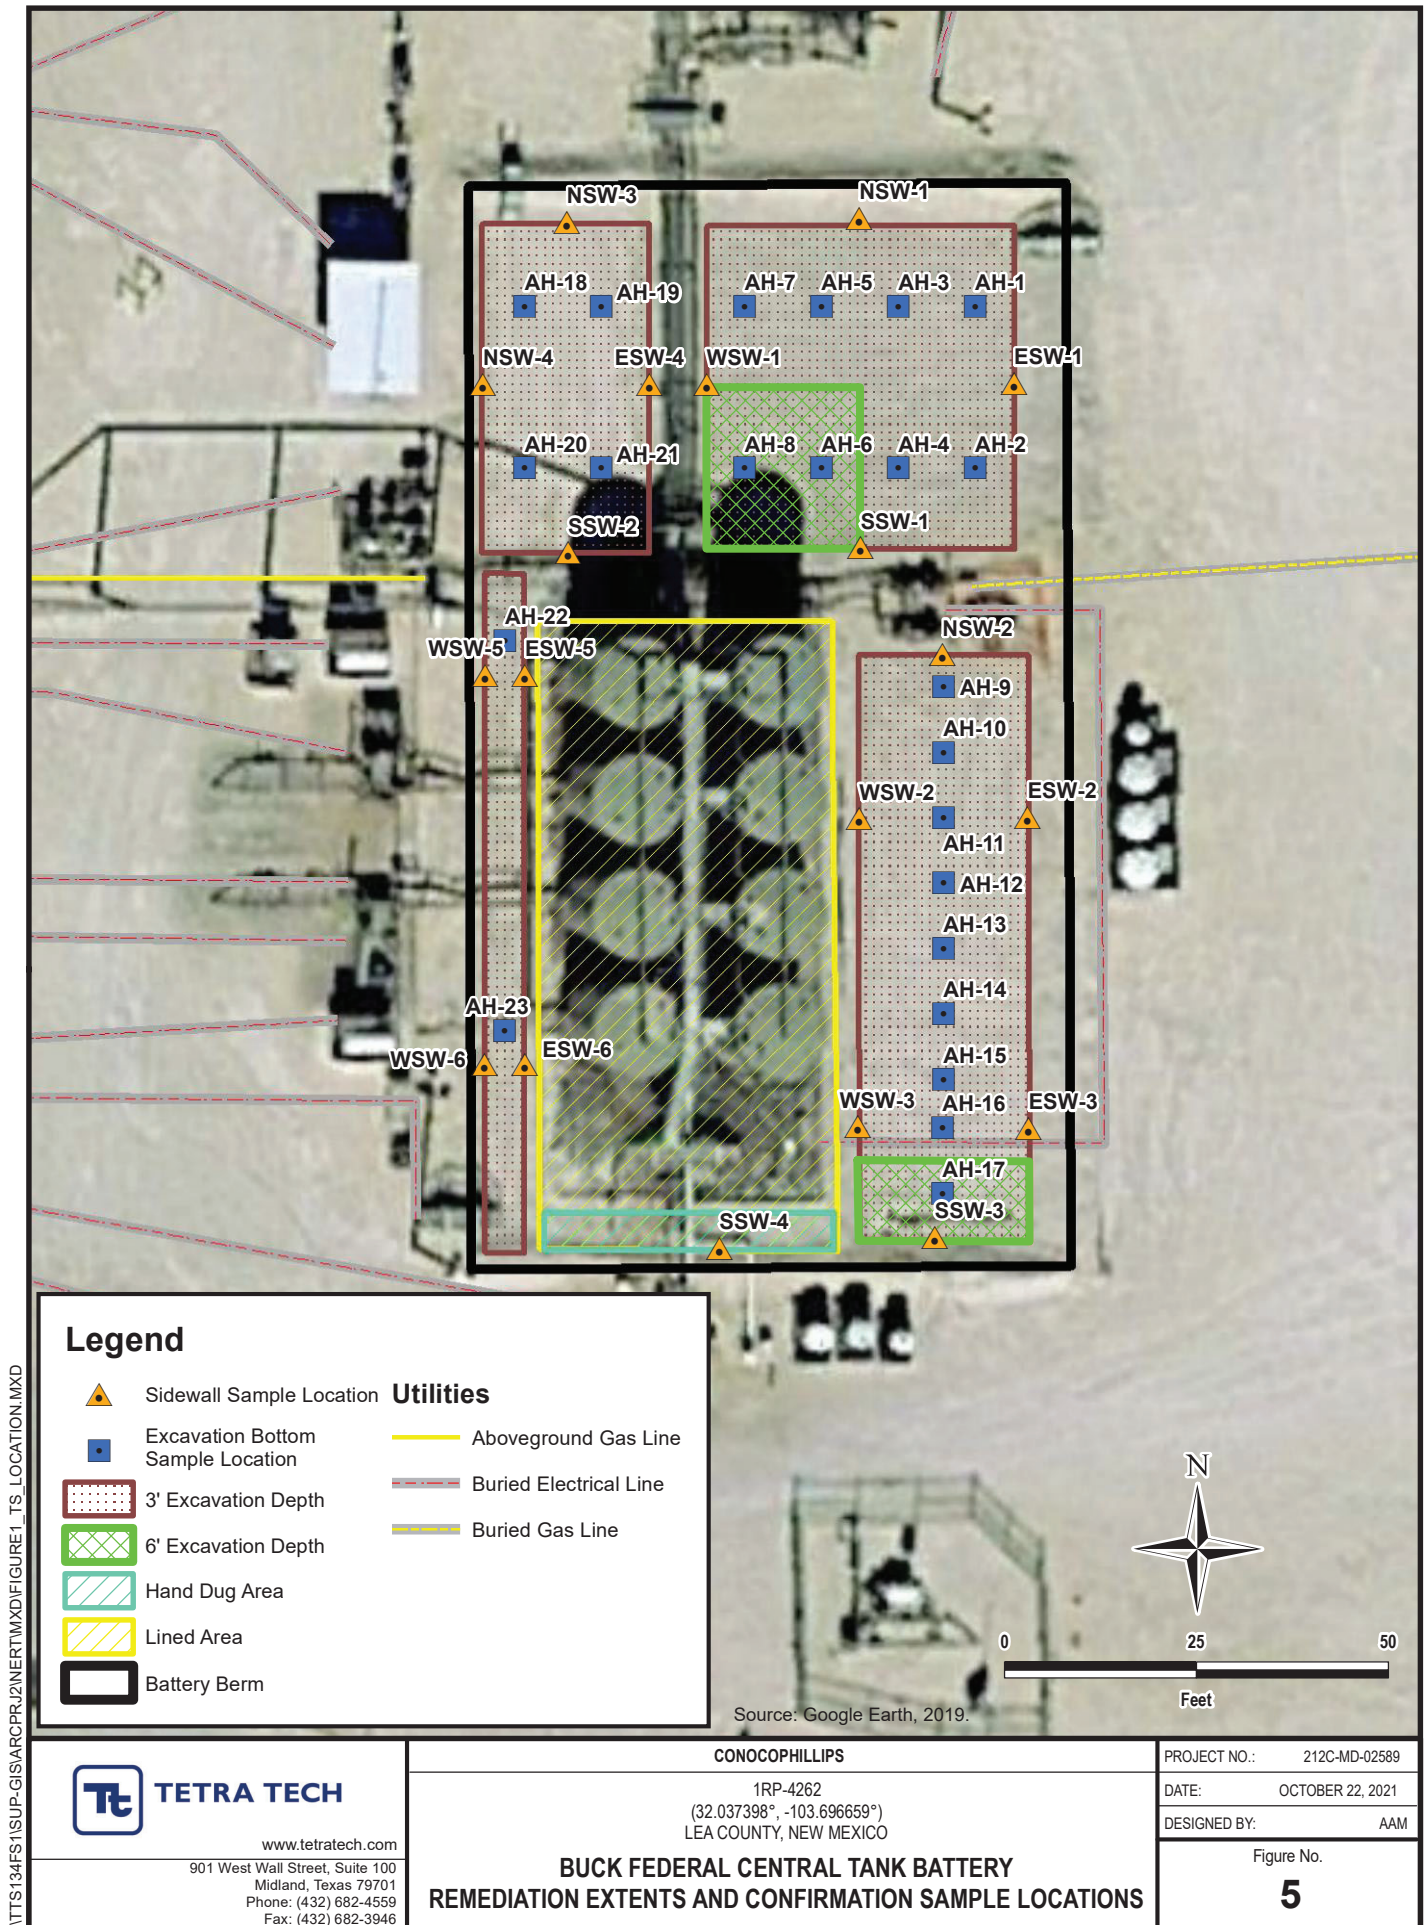 NSW-3
NSW-1
AH-18
AH-19
AH-7
AH-5
AH-3
AH-1
NSW-4
ESW-4
WSW-1
ESW-1
AH-20
AH-21
AH-8
AH-6
AH-4
AH-2
SSW-2
SSW-1
AH-22
WSW-5
ESW-5
NSW-2
AH-9
AH-10
WSW-2
ESW-2
AH-11
AH-12
AH-13
AH-23
AH-14
WSW-6
ESW-6
AH-15
WSW-3
AH-16
ESW-3
AH-17
SSW-3
SSW-4
Legend
Sidewall Sample Location
Excavation Bottom
Sample Location
3' Excavation Depth
6' Excavation Depth
Hand Dug Area
Lined Area
Battery Berm
Utilities
Aboveground Gas Line
Buried Electrical Line
Buried Gas Line
N
0 25 50
Feet
Source: Google Earth, 2019.
\TTS134FS1\SUP-GIS\ARCPRJ2\NERT\MXD\FIGURE1_TS_LOCATION.MXD
Tt TETRA TECH
www.tetratech.com
901 West Wall Street, Suite 100
Midland, Texas 79701
Phone: (432) 682-4559
Fax: (432) 682-3946
CONOCOPHILLIPS
1RP-4262
(32.037398°, -103.696659°)
LEA COUNTY, NEW MEXICO
BUCK FEDERAL CENTRAL TANK BATTERY
REMEDIATION EXTENTS AND CONFIRMATION SAMPLE LOCATIONS
PROJECT NO.: 212C-MD-02589
DATE: OCTOBER 22, 2021
DESIGNED BY: AAM
Figure No.
5